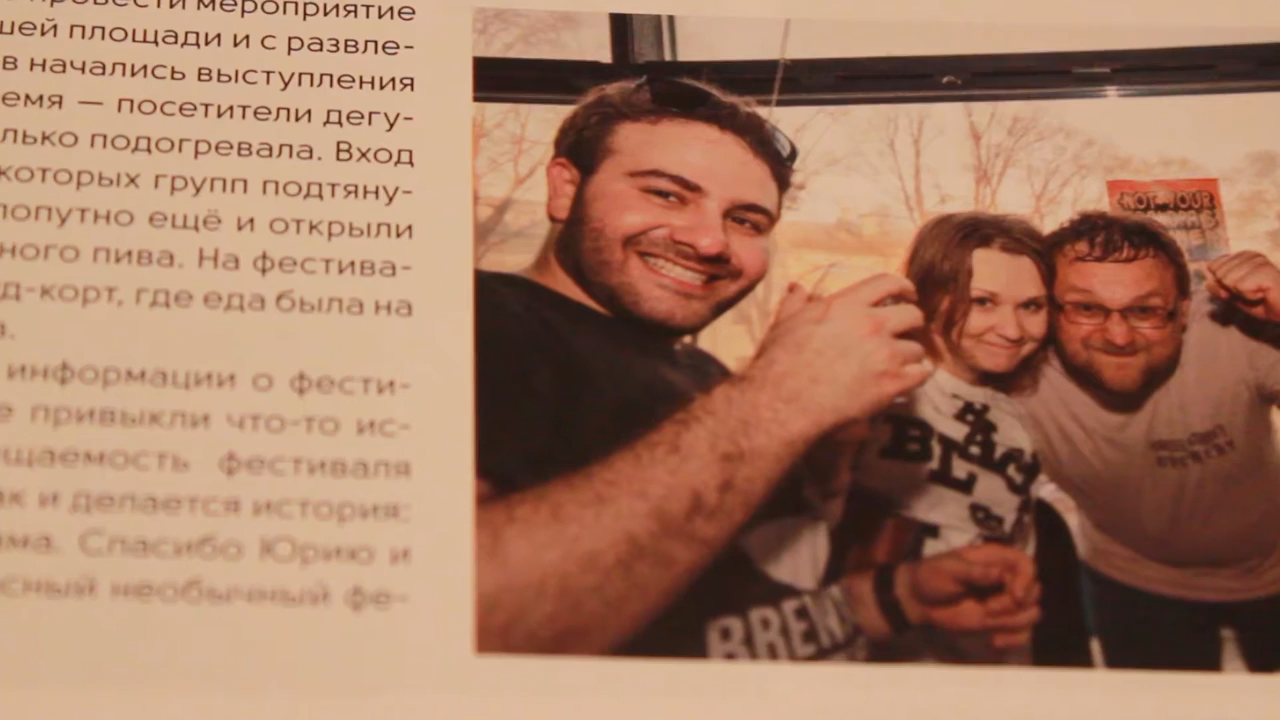 провести мероприятие
шей площади и с развле-
в начались выступления
емя — посетители дегу-
лько подогревала. Вход
которых групп подтяну-
попутно ещё и открыли
ного пива. На фестива-
д-корт, где еда была на
информации о фести-
е привыкли что-то ис-
щаемость фестиваля
ак и делается история:
ама. Спасибо Юрию и
сный необычный фе-
NOT YOUR
BLACK
BREW